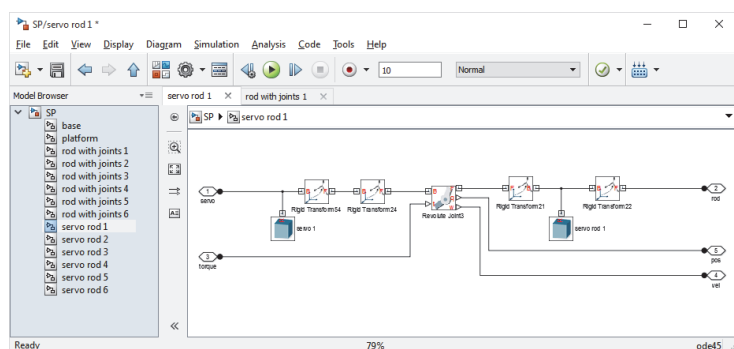 SP/servo rod 1 *
File Edit View Display Diagram Simulation Analysis Code Tools Help
10 Normal
Model Browser
servo rod 1
rod with joints 1
SP
base
platform
rod with joints 1
rod with joints 2
rod with joints 3
rod with joints 4
rod with joints 5
rod with joints 6
servo rod 1
servo rod 2
servo rod 3
servo rod 4
servo rod 5
servo rod 6
SP servo rod 1
1
servo
servo 1
Rigid Transform54
Rigid Transform24
Revolute Joint3
Rigid Transform21
servo rod 1
Rigid Transform22
2
rod
3
torque
5
pos
4
vel
Ready 79% ode45